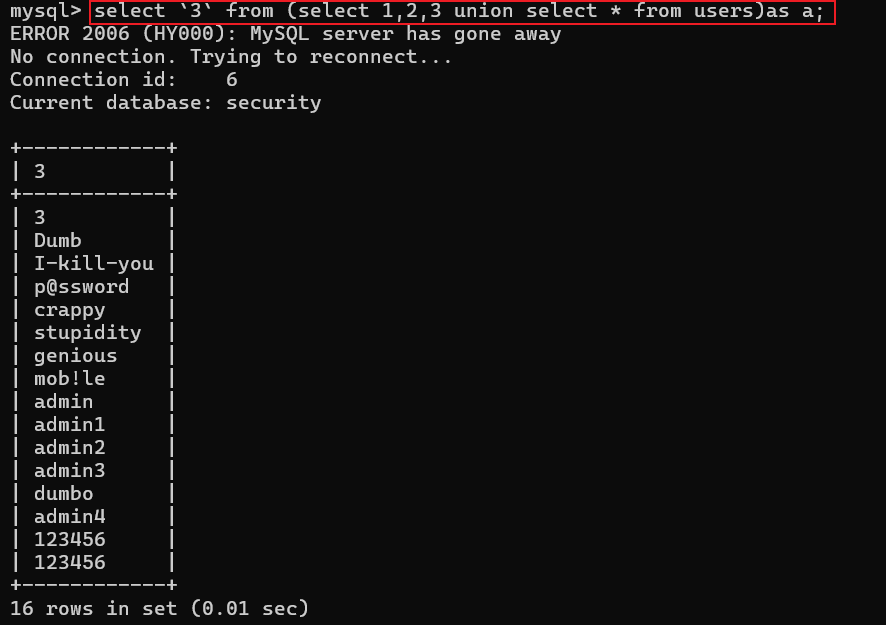 mysql> select `3` from (select 1,2,3 union select * from users)as a;
ERROR 2006 (HY000): MySQL server has gone away
No connection. Trying to reconnect...
Connection id:    6
Current database: security
+------------+
| 3          |
+------------+
| 3          |
| Dumb       |
| I-kill-you |
| p@ssword   |
| crappy     |
| stupidity  |
| genious    |
| mob!le     |
| admin      |
| admin1     |
| admin2     |
| admin3     |
| dumbo      |
| admin4     |
| 123456     |
| 123456     |
+------------+
16 rows in set (0.01 sec)